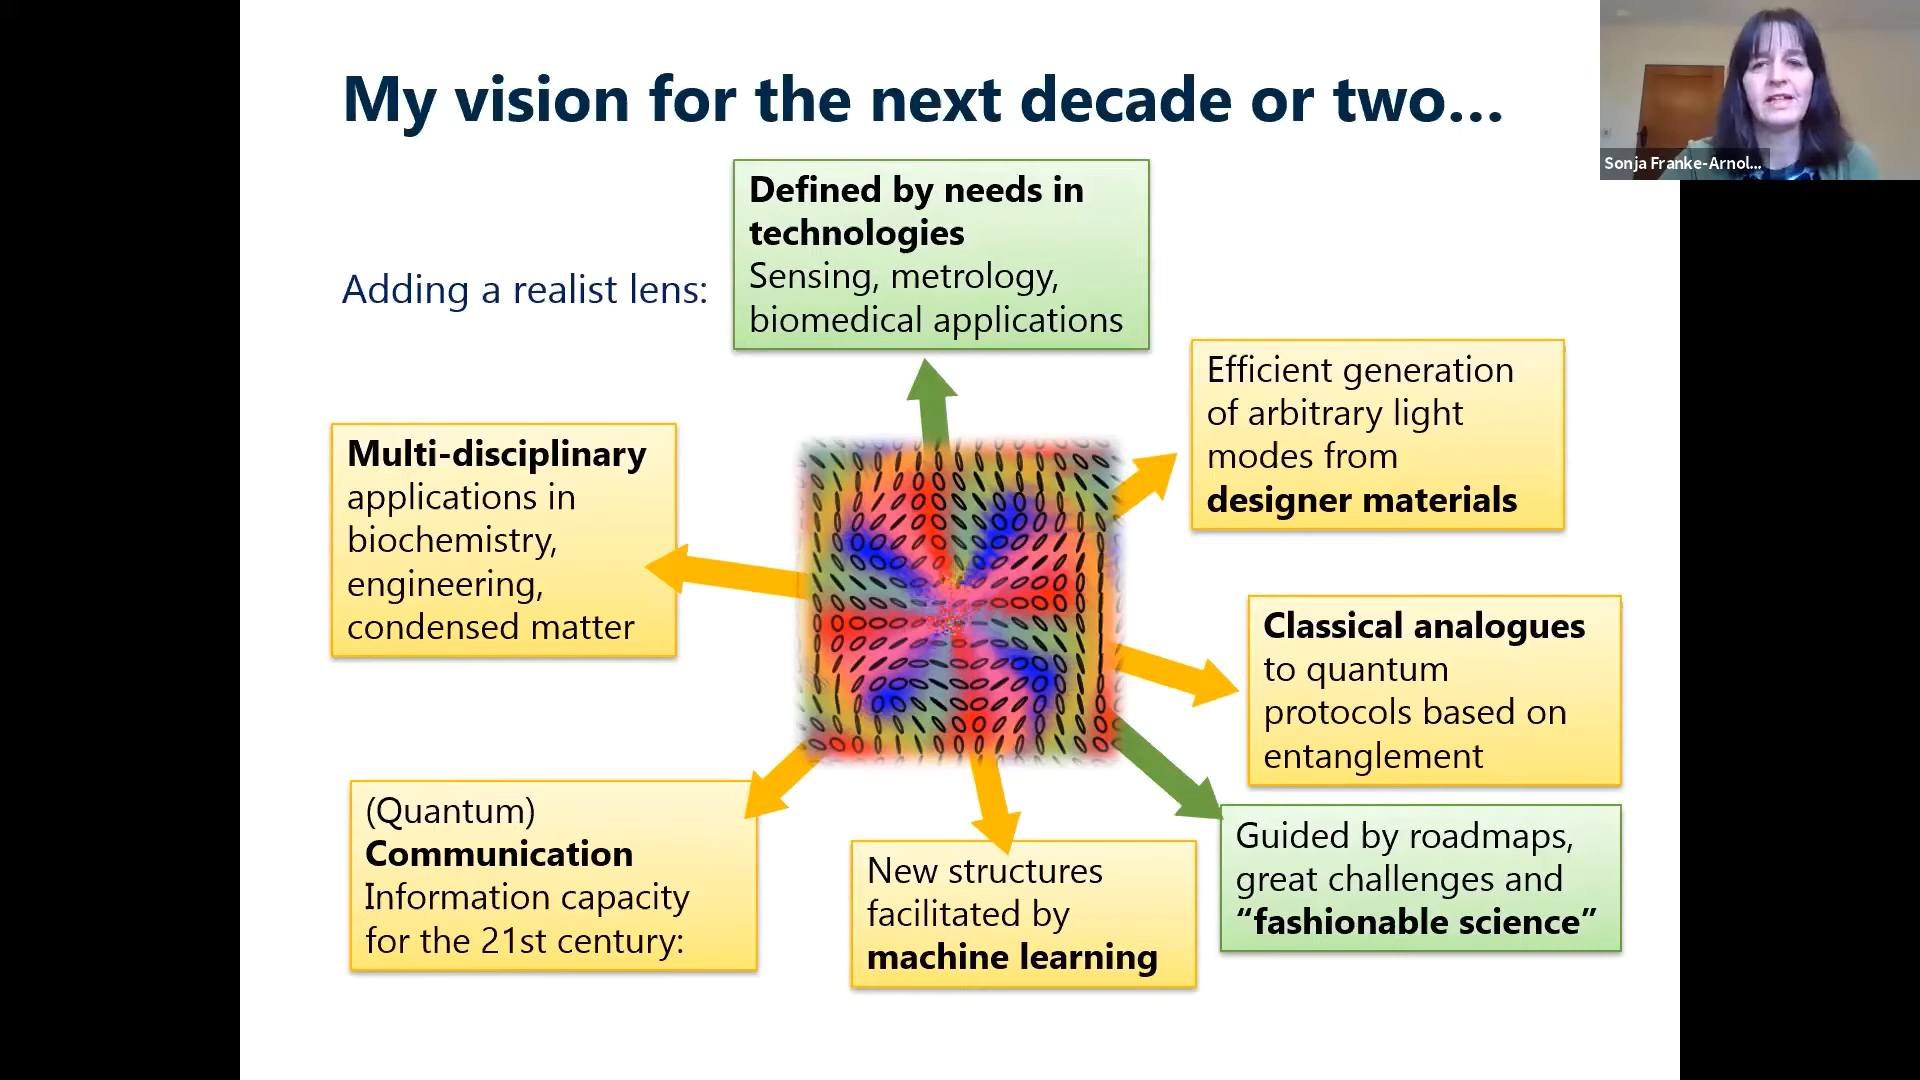 My vision for the next decade or two...
Sonja Franke-Arnol...
Adding a realist lens:
Defined by needs in
technologies
Sensing, metrology,
biomedical applications
Efficient generation
of arbitrary light
modes from
designer materials
Multi-disciplinary
applications in
biochemistry,
engineering,
condensed matter
Classical analogues
to quantum
protocols based on
entanglement
(Quantum)
Communication
Information capacity
for the 21st century:
New structures
facilitated by
machine learning
Guided by roadmaps,
great challenges and
“fashionable science”